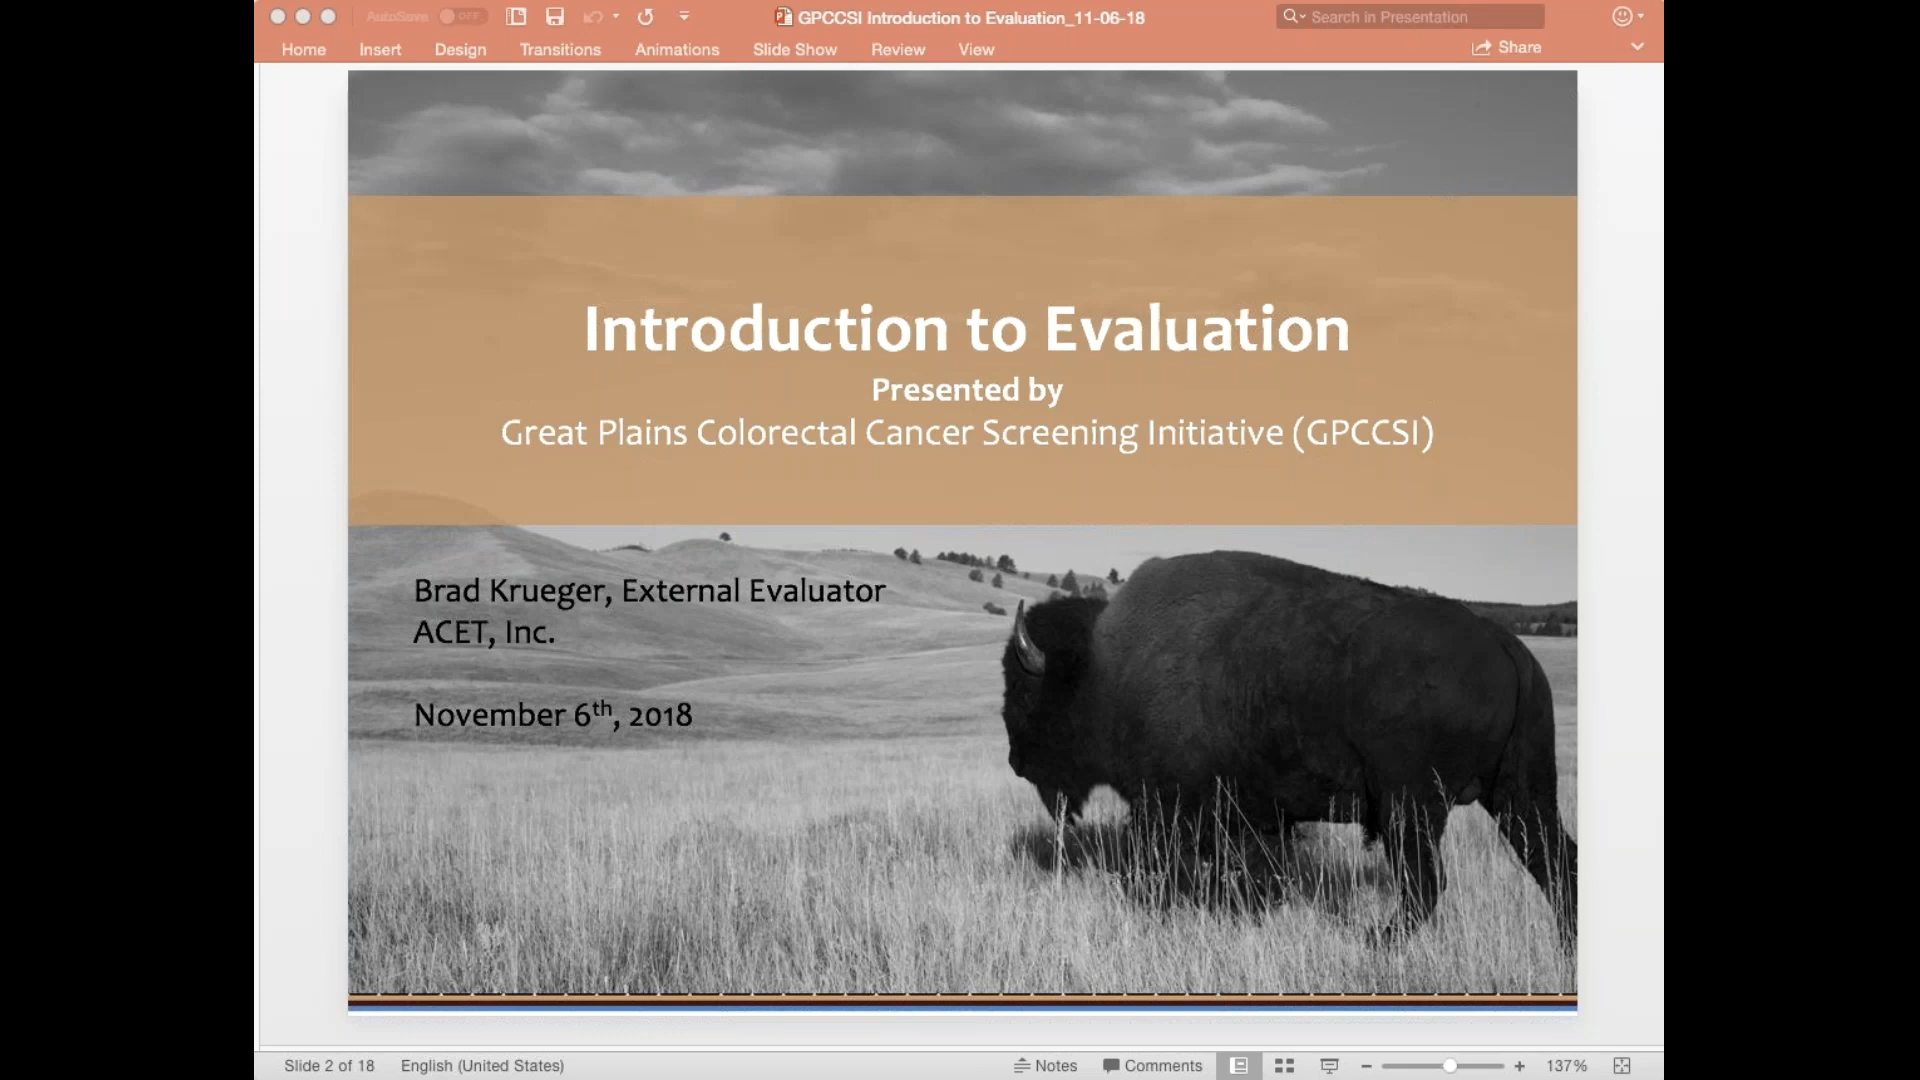 AutoSave OFF
GPCCSI Introduction to Evaluation_11-06-18
Search in Presentation
Home Insert Design Transitions Animations Slide Show Review View Share
Introduction to Evaluation
Presented by
Great Plains Colorectal Cancer Screening Initiative (GPCCSI)
Brad Krueger, External Evaluator
ACET, Inc.
November 6th, 2018
Slide 2 of 18 English (United States) Notes Comments 137%